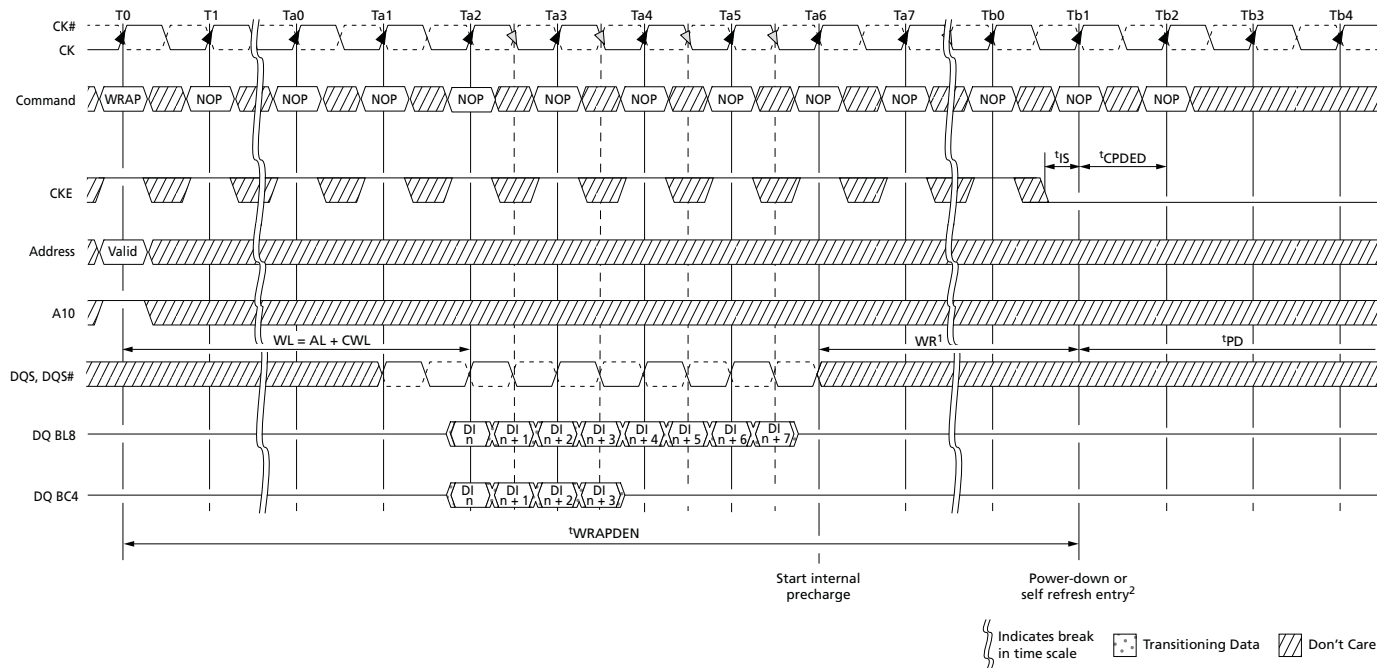 T0 T1 Ta0 Ta1 Ta2 Ta3 Ta4 Ta5 Ta6 Ta7 Tb0 Tb1 Tb2 Tb3 Tb4
CK#
CK
Command WRAP NOP NOP NOP NOP NOP NOP NOP NOP NOP NOP NOP NOP
tIS tCPDED
CKE
Address Valid
A10
WL = AL + CWL WR1 tPD
DQS, DQS#
DQ BL8 DI n DI n + 1 DI n + 2 DI n + 3 DI n + 4 DI n + 5 DI n + 6 DI n + 7
DQ BC4 DI n DI n + 1 DI n + 2 DI n + 3
tWRAPDEN
Start internal
precharge
Power-down or
self refresh entry2
Indicates break
in time scale
Transitioning Data
Don't Care